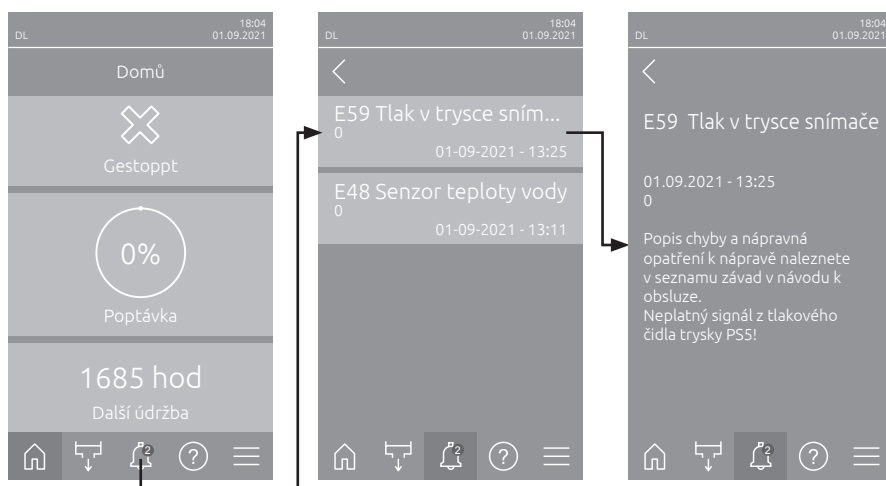 18:04
DL 01.09.2021
Domů
Gestoppt
0%
Poptávka
1685 hod
Další údržba
2
?
18:04
DL 01.09.2021
E59 Tlak v trysce sním...
0
01-09-2021 - 13:25
E48 Senzor teploty vody
0
01-09-2021 - 13:11
2
?
18:04
DL 01.09.2021
E59 Tlak v trysce snímače
01.09.2021 - 13:25
0
Popis chyby a nápravná
opatření k nápravě naleznete
v seznamu závad v návodu k
obsluze.
Neplatný signál z tlakového
čidla trysky PS5!
2
?